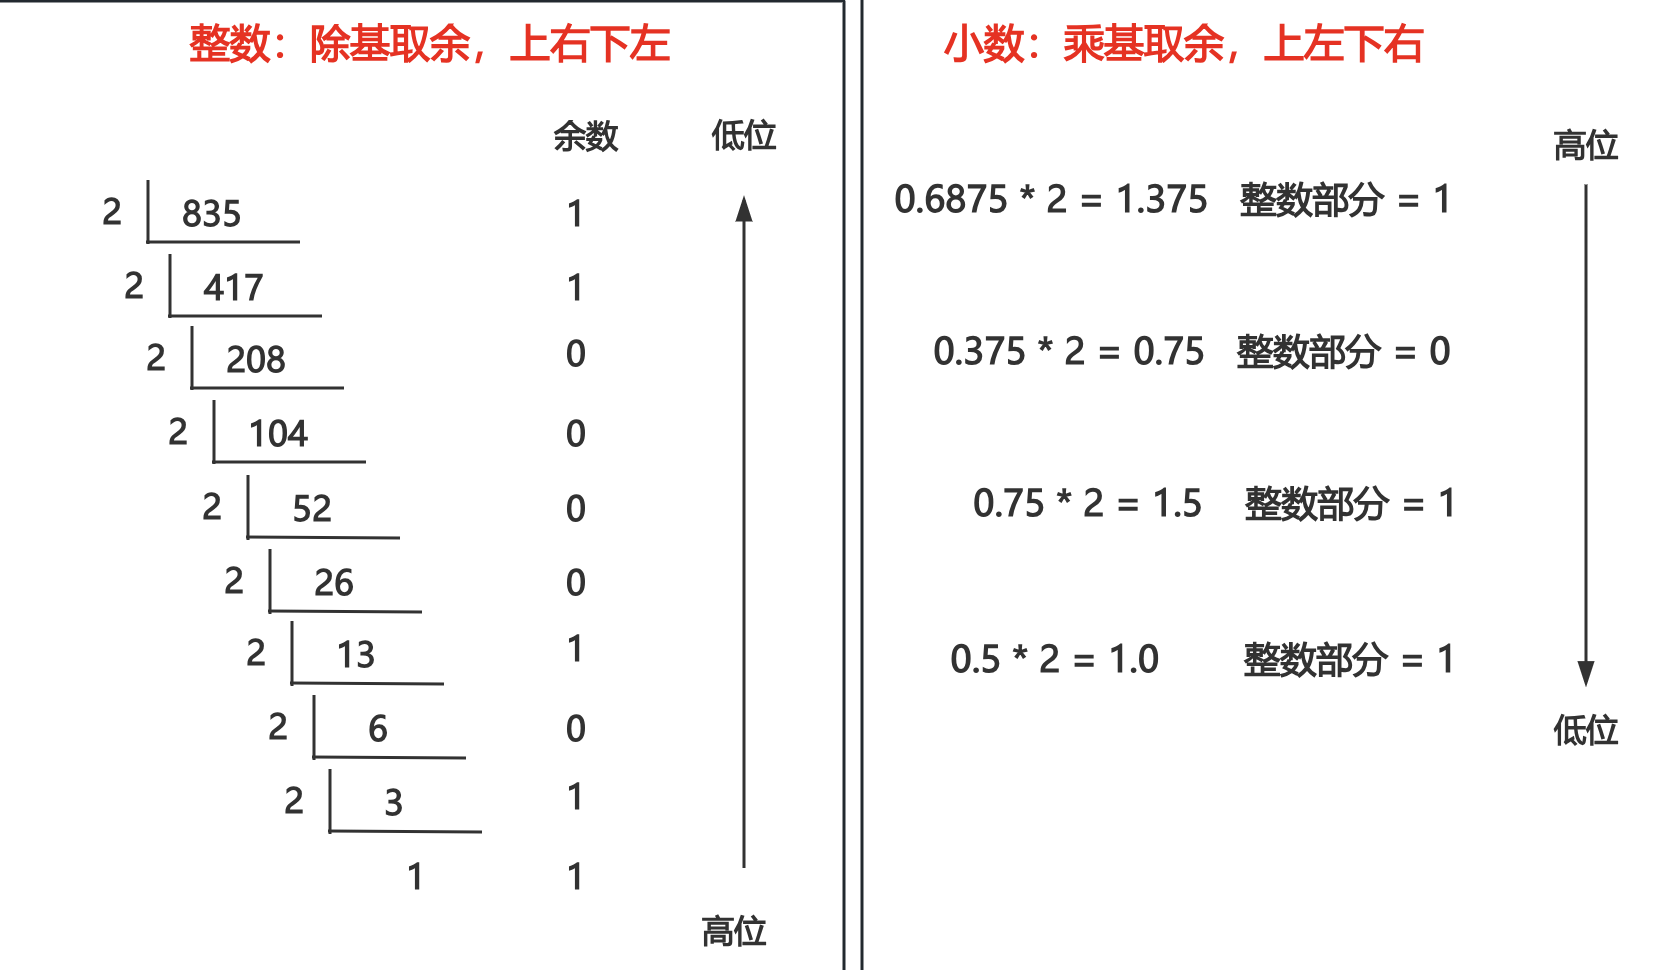 整数：除基取余，上右下左
余数 低位
2 835 1
2 417 1
2 208 0
2 104 0
2 52 0
2 26 0
2 13 1
2 6 0
2 3 1
1 1
高位
小数：乘基取余，上左下右
高位
0.6875 * 2 = 1.375 整数部分 = 1
0.375 * 2 = 0.75 整数部分 = 0
0.75 * 2 = 1.5 整数部分 = 1
0.5 * 2 = 1.0 整数部分 = 1
低位